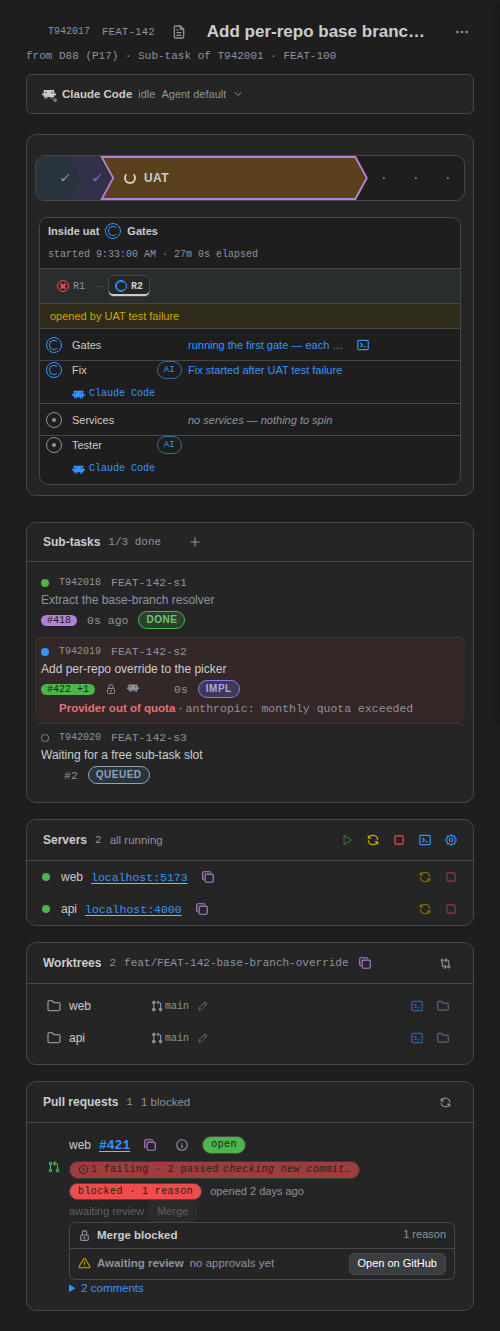 T942017 FEAT-142 Add per-repo base branc…
from D88 (P17) · Sub-task of T942001 · FEAT-100
Claude Code idle Agent default
UAT
Inside uat Gates
started 9:33:00 AM · 27m 0s elapsed
R1 R2
opened by UAT test failure
Gates running the first gate — each …
Fix AI Fix started after UAT test failure
Claude Code
Services no services — nothing to spin
Tester AI
Claude Code
Sub-tasks 1/3 done
T942018 FEAT-142-s1
Extract the base-branch resolver
#418 0s ago DONE
T942019 FEAT-142-s2
Add per-repo override to the picker
#422 +1 0s IMPL
Provider out of quota · anthropic: monthly quota exceeded
T942020 FEAT-142-s3
Waiting for a free sub-task slot
#2 QUEUED
Servers 2 all running
web localhost:5173
api localhost:4000
Worktrees 2 feat/FEAT-142-base-branch-override
web main
api main
Pull requests 1 1 blocked
web #421 open
1 failing · 2 passed checking new commit…
blocked · 1 reason opened 2 days ago
awaiting review Merge
Merge blocked 1 reason
Awaiting review no approvals yet Open on GitHub
2 comments